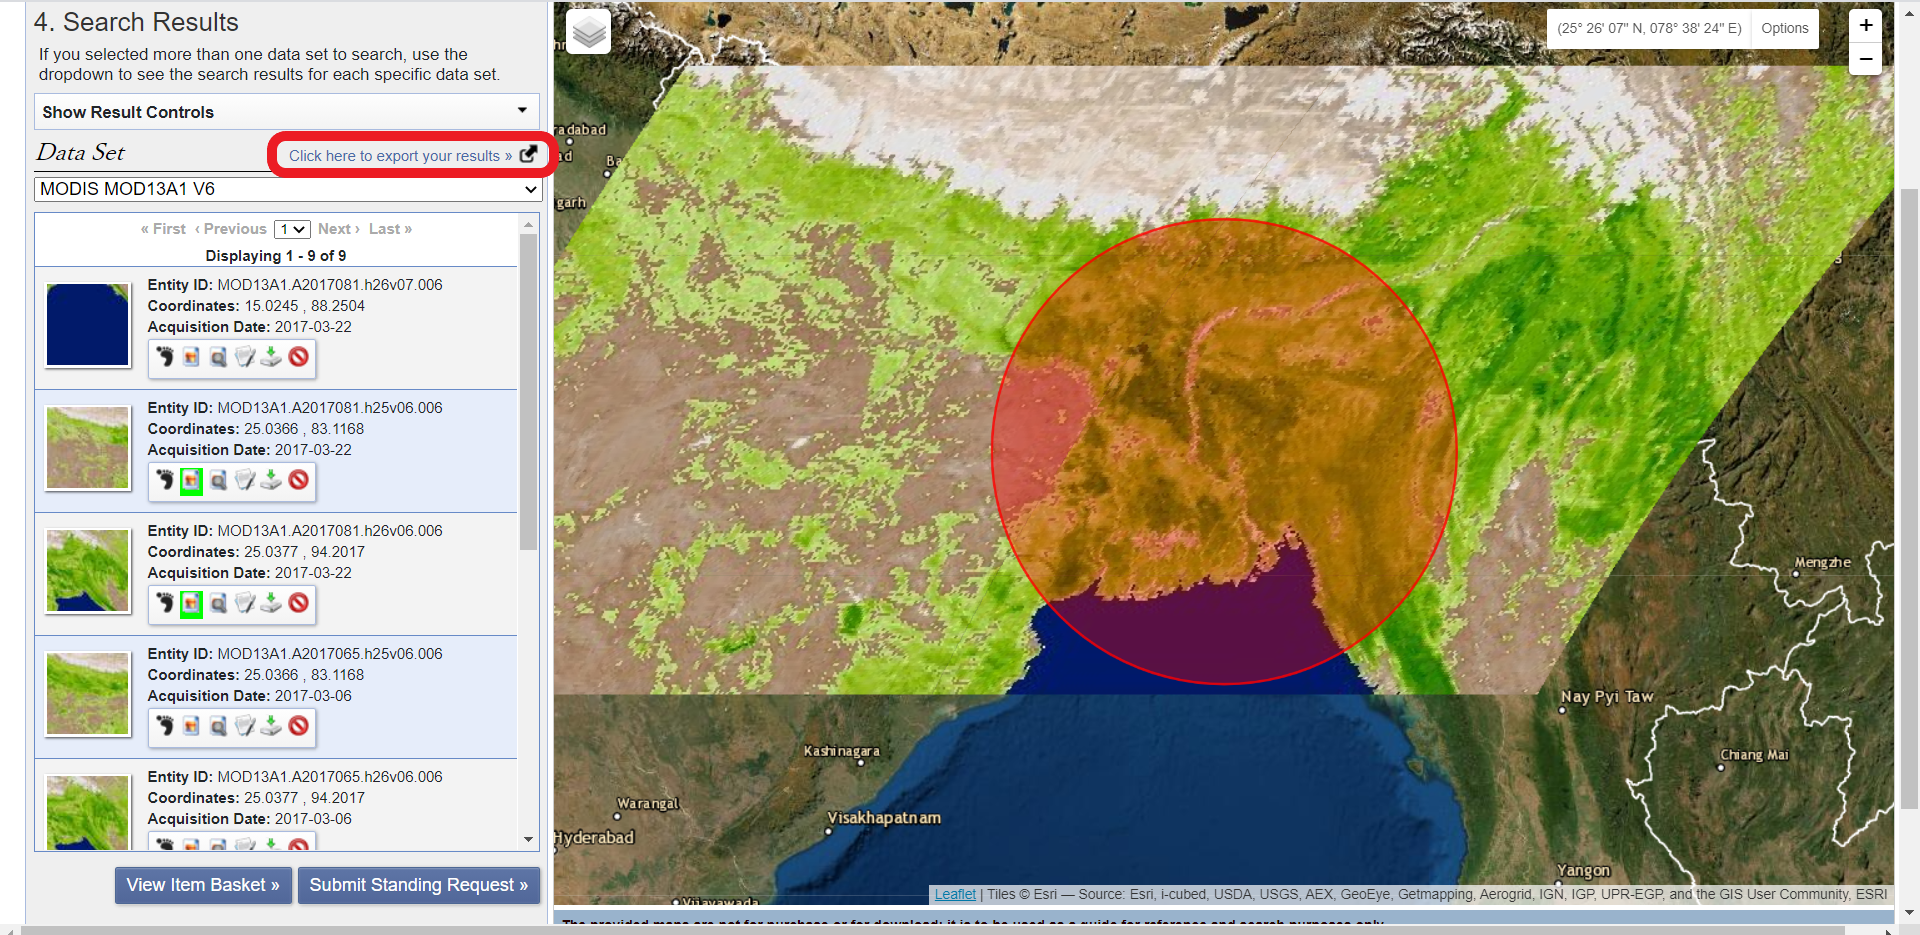 4. Search Results
If you selected more than one data set to search, use the
dropdown to see the search results for each specific data set.
Show Result Controls
Data Set
Click here to export your results »
MODIS MOD13A1 V6
« First ‹ Previous 1 Next › Last »
Displaying 1 - 9 of 9
Entity ID: MOD13A1.A2017081.h26v07.006
Coordinates: 15.0245 , 88.2504
Acquisition Date: 2017-03-22
Entity ID: MOD13A1.A2017081.h25v06.006
Coordinates: 25.0366 , 83.1168
Acquisition Date: 2017-03-22
Entity ID: MOD13A1.A2017081.h26v06.006
Coordinates: 25.0377 , 94.2017
Acquisition Date: 2017-03-22
Entity ID: MOD13A1.A2017065.h25v06.006
Coordinates: 25.0366 , 83.1168
Acquisition Date: 2017-03-06
Entity ID: MOD13A1.A2017065.h26v06.006
Coordinates: 25.0377 , 94.2017
Acquisition Date: 2017-03-06
View Item Basket »
Submit Standing Request »
(25° 26' 07" N, 078° 38' 24" E)
Options
+
−
radabad
Ba
garh
Mengzhe
Nay Pyi Taw
Kashinagara
Chiang Mai
Warangal
Visakhapatnam
Hyderabad
Yangon
Vijayawada
Leaflet | Tiles © Esri — Source: Esri, i-cubed, USDA, USGS, AEX, GeoEye, Getmapping, Aerogrid, IGN, IGP, UPR-EGP, and the GIS User Community, ESRI
The provided maps are not for purchase or for download; it is to be used as a guide for reference and search purposes only.